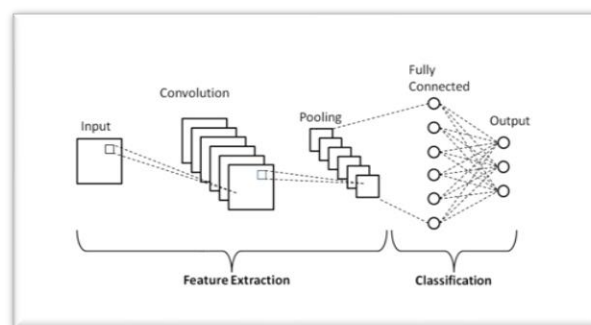 Input
Convolution
Pooling
Fully
Connected
Output
Feature Extraction
Classification